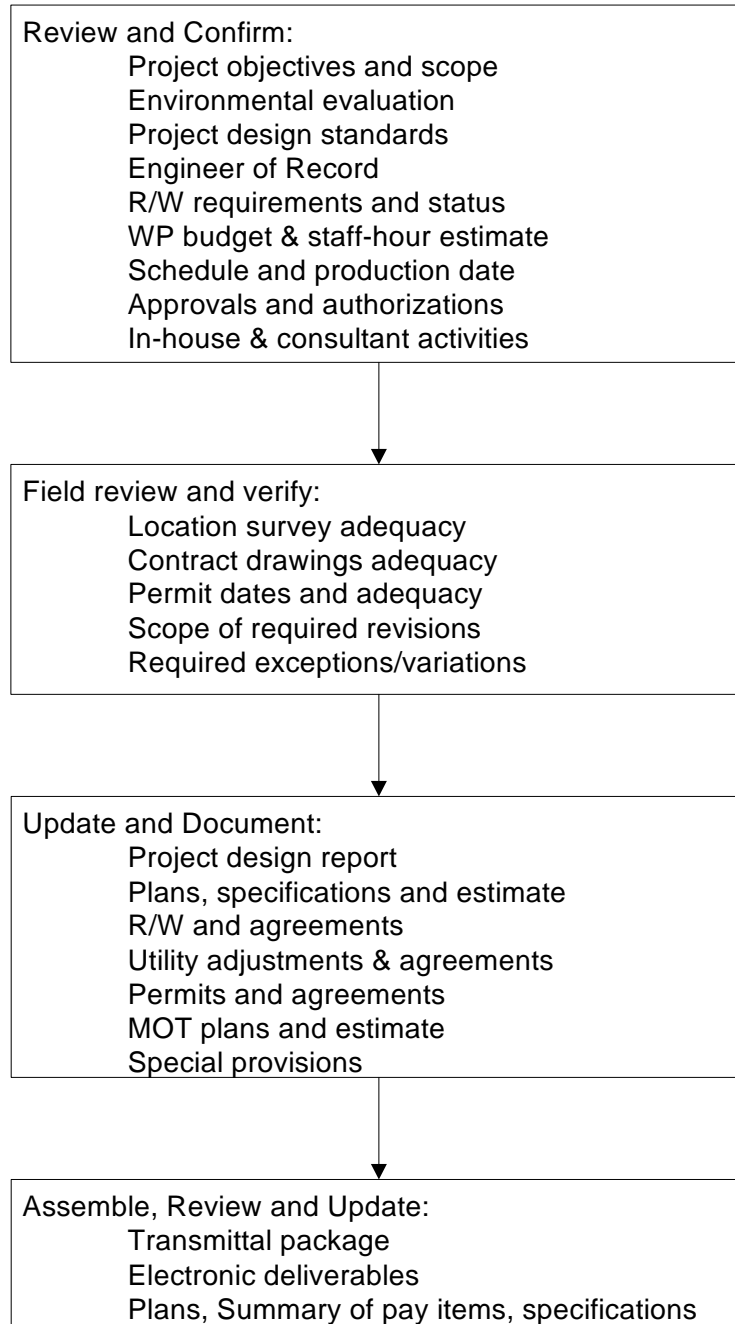 Review and Confirm:
Project objectives and scope
Environmental evaluation
Project design standards
Engineer of Record
R/W requirements and status
WP budget & staff-hour estimate
Schedule and production date
Approvals and authorizations
In-house & consultant activities
Field review and verify:
Location survey adequacy
Contract drawings adequacy
Permit dates and adequacy
Scope of required revisions
Required exceptions/variations
Update and Document:
Project design report
Plans, specifications and estimate
R/W and agreements
Utility adjustments & agreements
Permits and agreements
MOT plans and estimate
Special provisions
Assemble, Review and Update:
Transmittal package
Electronic deliverables
Plans, Summary of pay items, specifications